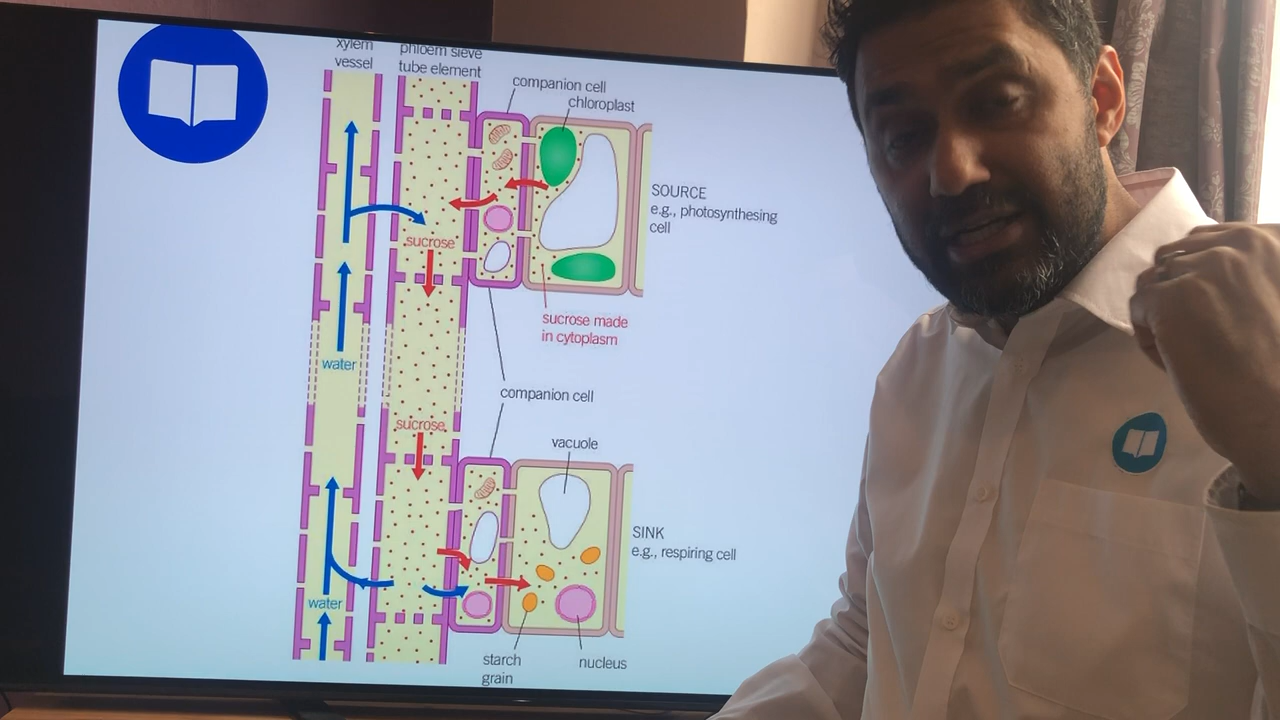 xylem
vessel
phloem sieve
tube element
companion cell
chloroplast
SOURCE
e.g., photosynthesing
cell
sucrose
sucrose made
in cytoplasm
water
companion cell
sucrose
vacuole
SINK
e.g., respiring cell
water
starch
grain
nucleus